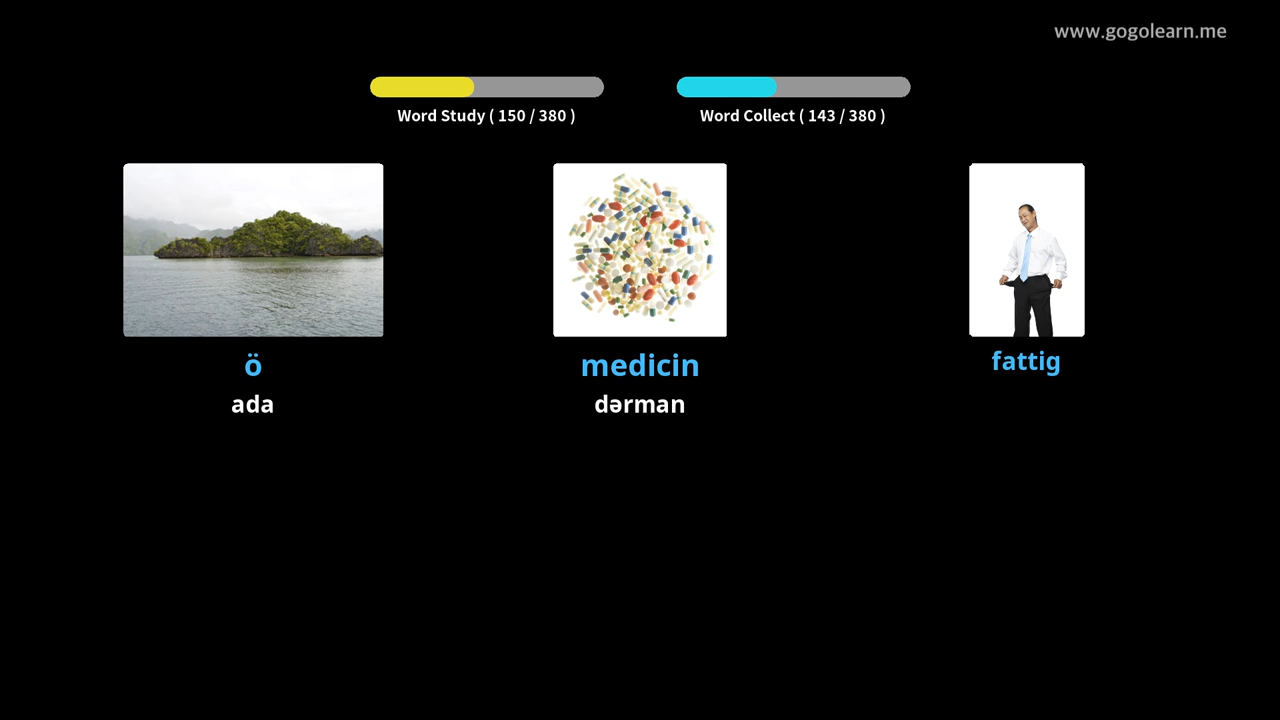 www.gogolearn.me
Word Study ( 150 / 380 )
Word Collect ( 143 / 380 )
ö
ada
medicin
dərman
fattig